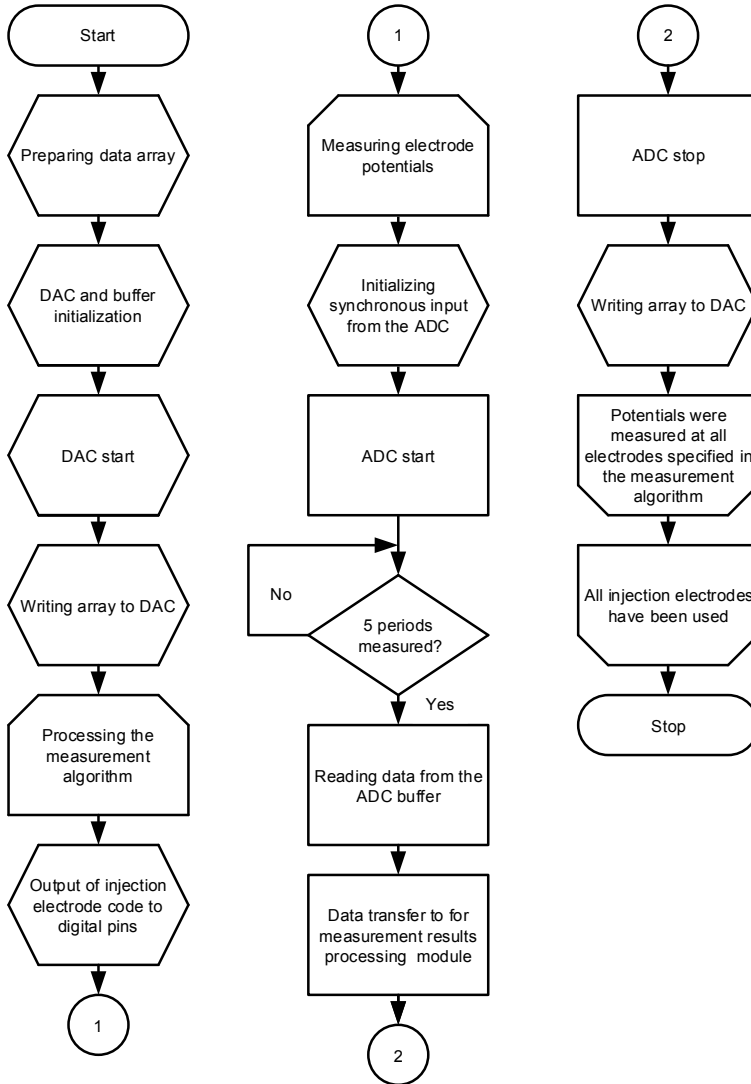 Start
Preparing data array
DAC and buffer
initialization
DAC start
Writing array to DAC
Processing the
measurement
algorithm
Output of injection
electrode code to
digital pins
1
1
Measuring electrode
potentials
Initializing
synchronous input
from the ADC
ADC start
No
5 periods
measured?
Yes
Reading data from the
ADC buffer
Data transfer to for
measurement results
processing module
2
2
ADC stop
Writing array to DAC
Potentials were
measured at all
electrodes specified in
the measurement
algorithm
All injection electrodes
have been used
Stop